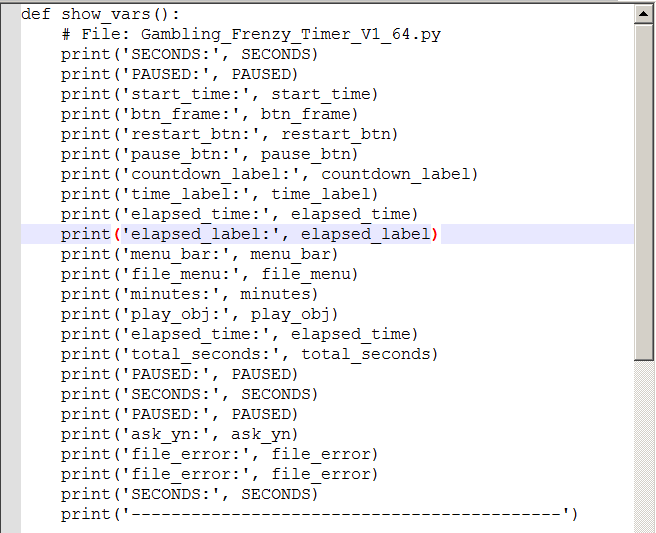 def show_vars():
    # File: Gambling_Frenzy_Timer_V1_64.py
    print('SECONDS:', SECONDS)
    print('PAUSED:', PAUSED)
    print('start_time:', start_time)
    print('btn_frame:', btn_frame)
    print('restart_btn:', restart_btn)
    print('pause_btn:', pause_btn)
    print('countdown_label:', countdown_label)
    print('time_label:', time_label)
    print('elapsed_time:', elapsed_time)
    print('elapsed_label:', elapsed_label)
    print('menu_bar:', menu_bar)
    print('file_menu:', file_menu)
    print('minutes:', minutes)
    print('play_obj:', play_obj)
    print('elapsed_time:', elapsed_time)
    print('total_seconds:', total_seconds)
    print('PAUSED:', PAUSED)
    print('SECONDS:', SECONDS)
    print('PAUSED:', PAUSED)
    print('ask_yn:', ask_yn)
    print('file_error:', file_error)
    print('file_error:', file_error)
    print('SECONDS:', SECONDS)
    print('-------------------------------------------')